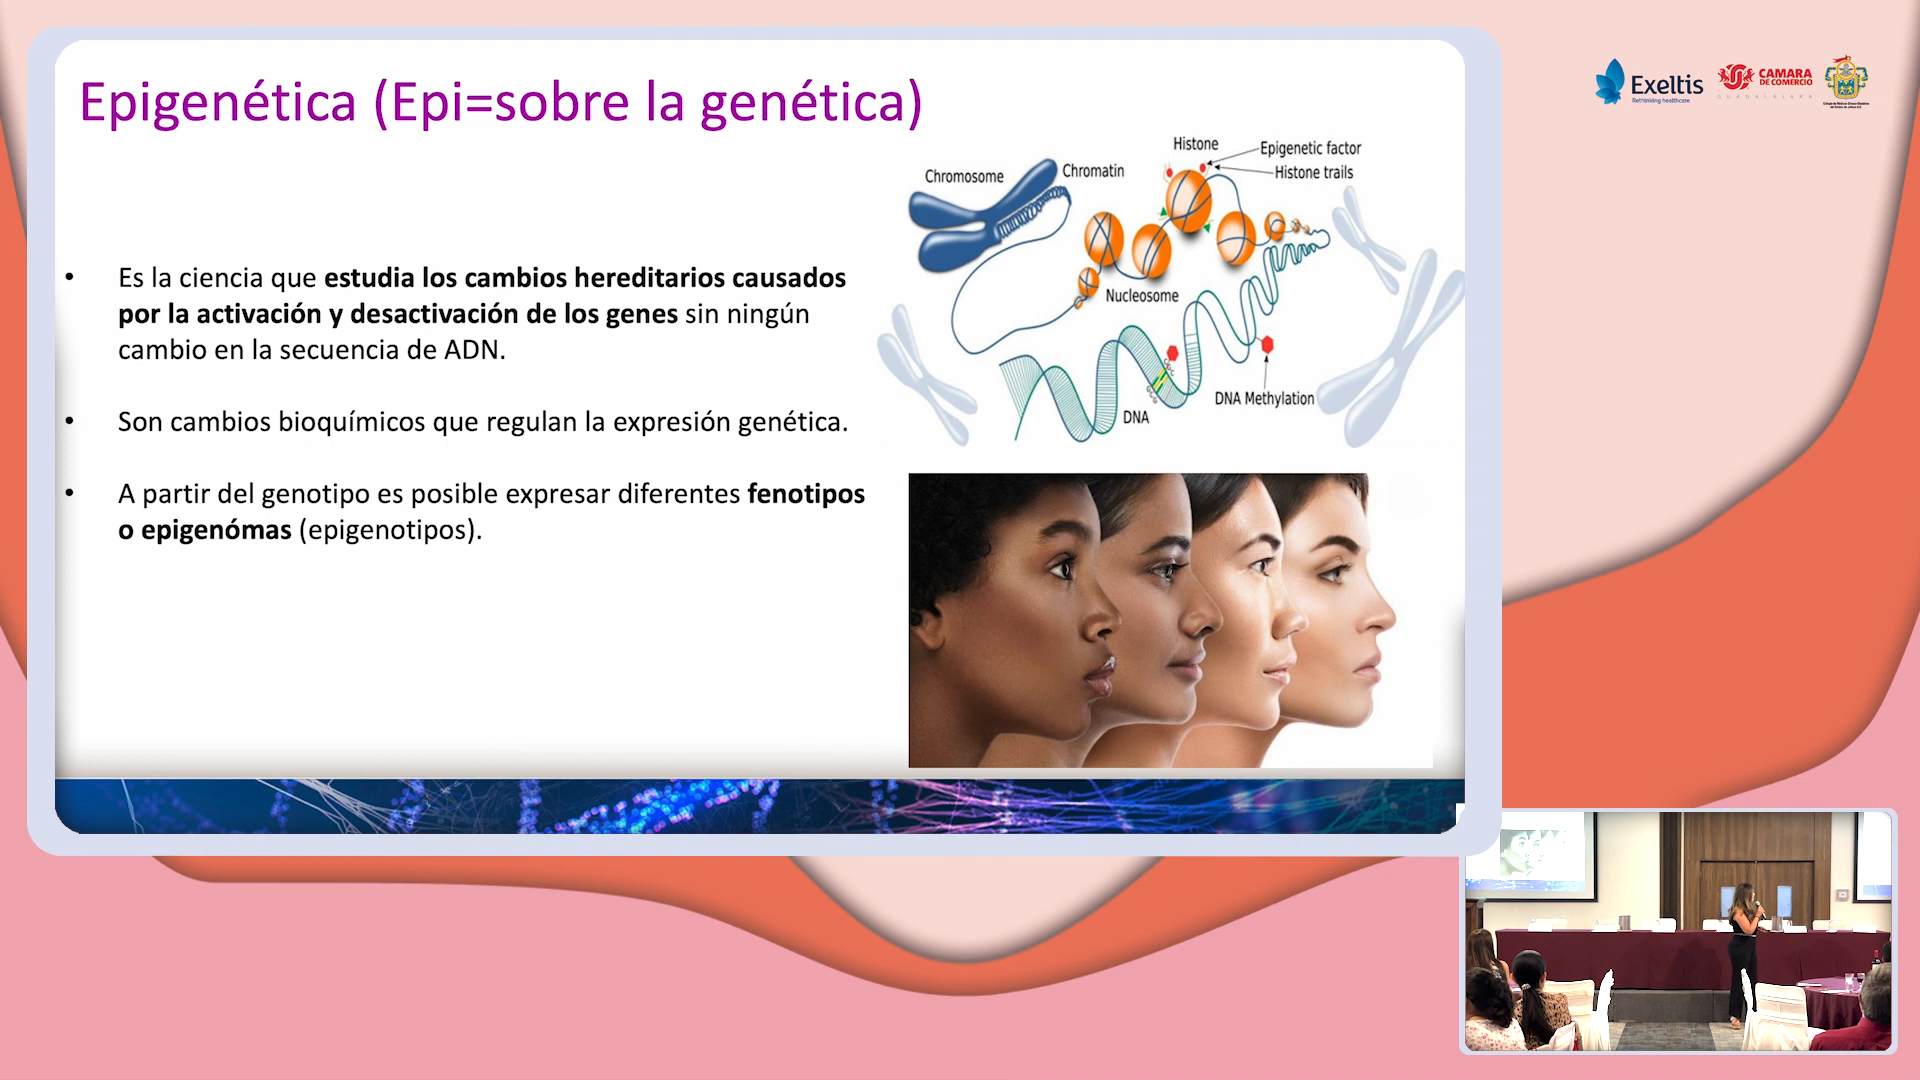 Epigenética (Epi=sobre la genética)
• Es la ciencia que estudia los cambios hereditarios causados
por la activación y desactivación de los genes sin ningún
cambio en la secuencia de ADN.
• Son cambios bioquímicos que regulan la expresión genética.
• A partir del genotipo es posible expresar diferentes fenotipos
o epigenómas (epigenotipos).
Chromosome
Chromatin
Histone
Epigenetic factor
Histone trails
Nucleosome
DNA Methylation
DNA
Exeltis
Rethinking healthcare
CAMARA
DE COMERCIO
GUADALAJARA